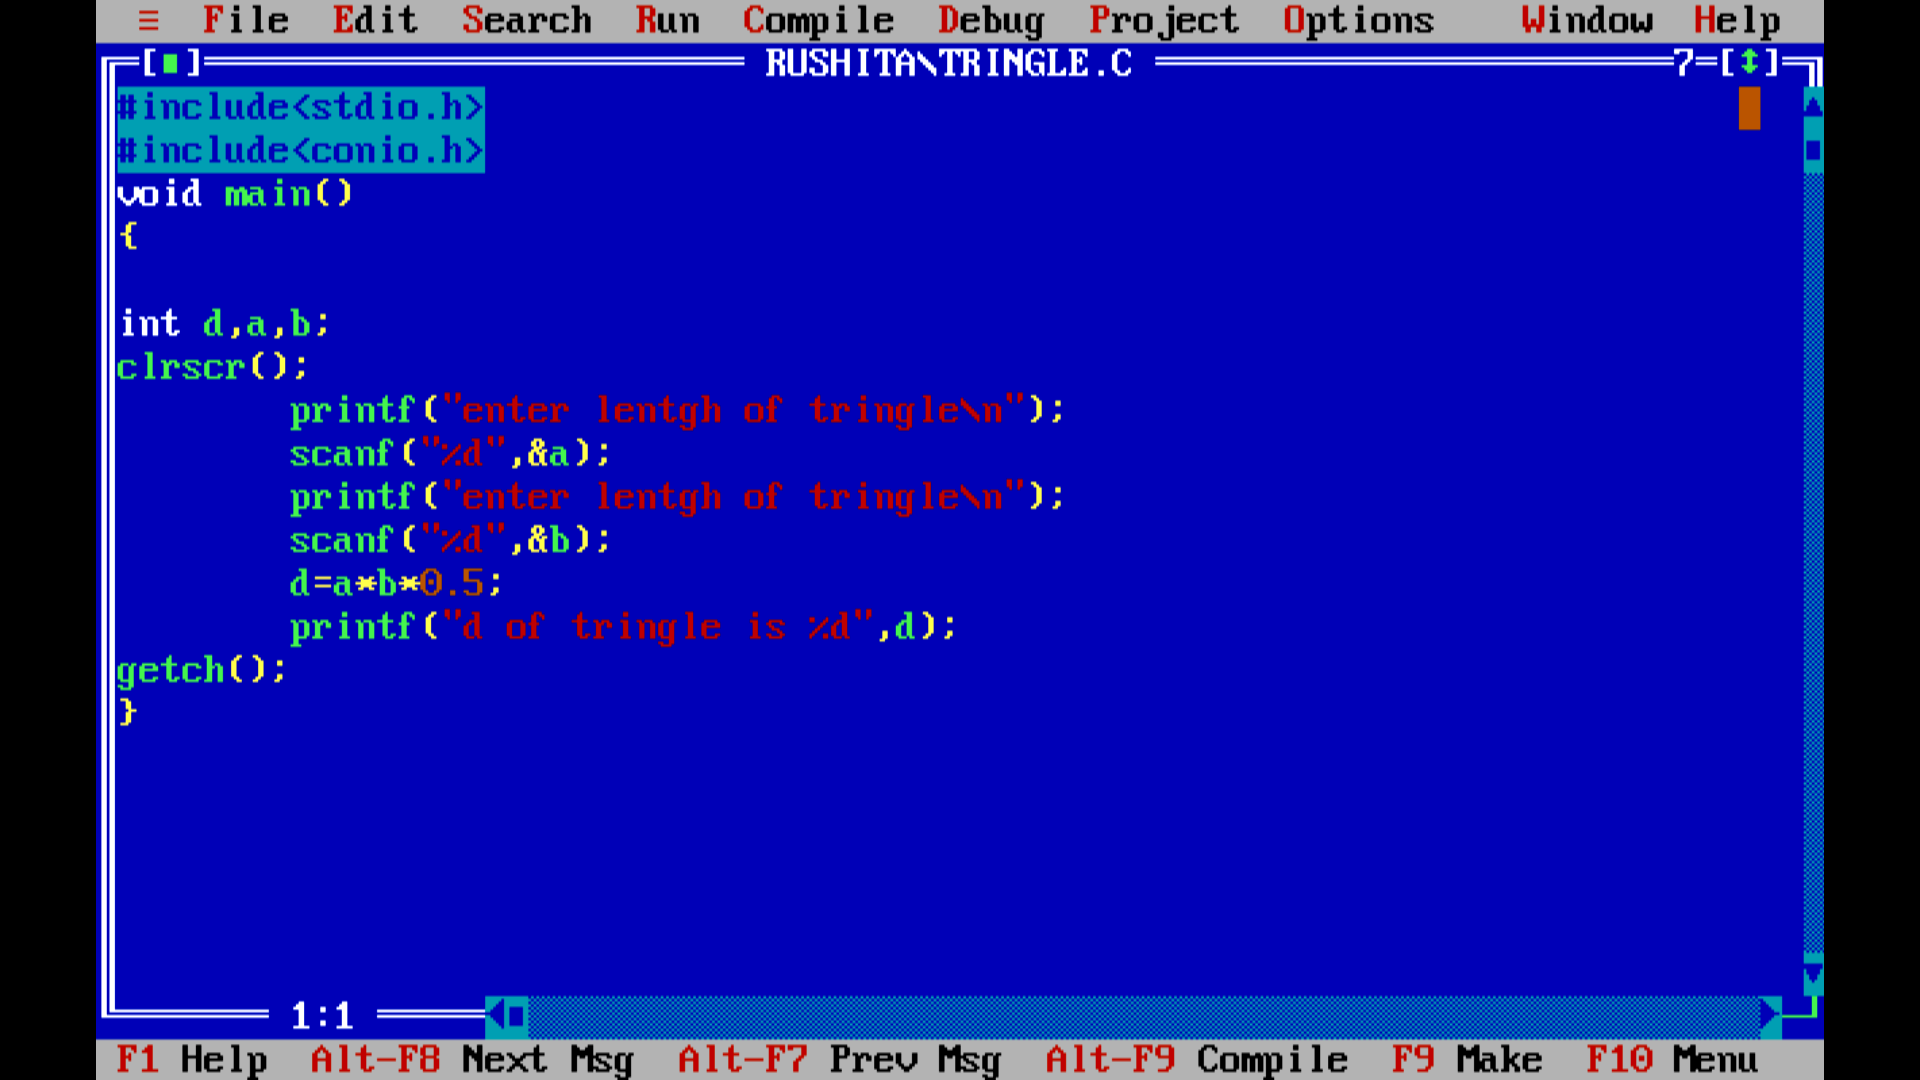 ≡ File Edit Search Run Compile Debug Project Options Window Help
[■] RUSHITA\TRINGLE.C 7=[↕]
#include<stdio.h>
#include<conio.h>
void main()
{
int d,a,b;
clrscr();
printf("enter lentgh of tringle\n");
scanf("%d",&a);
printf("enter lentgh of tringle\n");
scanf("%d",&b);
d=a*b*0.5;
printf("d of tringle is %d",d);
getch();
}
1:1
F1 Help Alt-F8 Next Msg Alt-F7 Prev Msg Alt-F9 Compile F9 Make F10 Menu